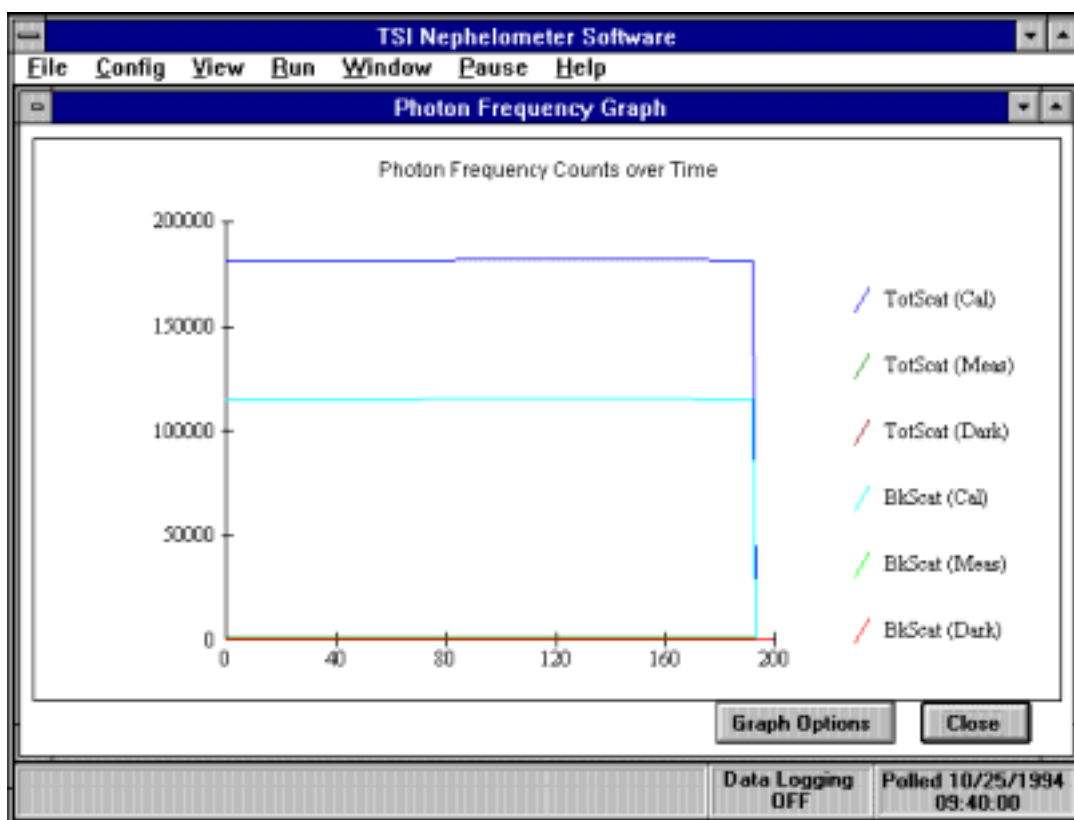 TSI Nephelometer Software
File Config View Run Window Pause Help
Photon Frequency Graph
Photon Frequency Counts over Time
200000
150000
100000
50000
0
0 40 80 120 160 200
TotScat (Cal)
TotScat (Meas)
TotScat (Dark)
BkScat (Cal)
BkScat (Meas)
BkScat (Dark)
Graph Options Close
Data Logging
OFF
Polled 10/25/1994
09:40:00